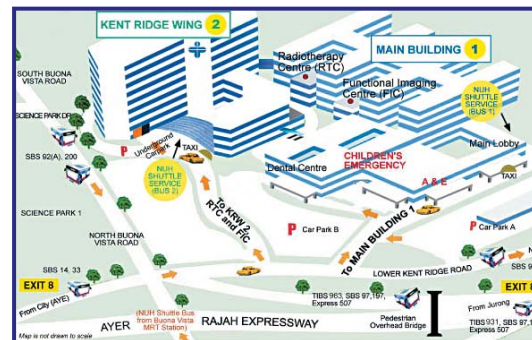 KENT RIDGE WING 2
MAIN BUILDING 1
Radiotherapy
Centre (RTC)
Functional Imaging
Centre (FIC)
SOUTH BUONA
VISTA ROAD
NUH
SHUTTLE
SERVICE
(BUS 1)
SCIENCE PARK DR
Main Lobby
TAXI
SBS 92(A), 200
P
Underground
Carpark
TAXI
NUH
SHUTTLE
SERVICE
(BUS 2)
Dental Centre
CHILDREN'S
EMERGENCY
A & E
SCIENCE PARK 1
To KRW 2,
RTC and FIC
P Car Park B
To MAIN BUILDING 1
P
Car Park A
NORTH BUONA
VISTA ROAD
LOWER KENT RIDGE ROAD
SBS 14, 33
SBS 9
EXIT 8
From City (AYE)
TIBS 963, SBS 97,197,
Express 507
EXIT 8
From Jurong
(NUH Shuttle Bus
from Buona Vista
MRT Station)
Pedestrian
Overhead Bridge
TIBS 931, SBS 97,1
Express 507
AYER RAJAH EXPRESSWAY
Map is not drawn to scale